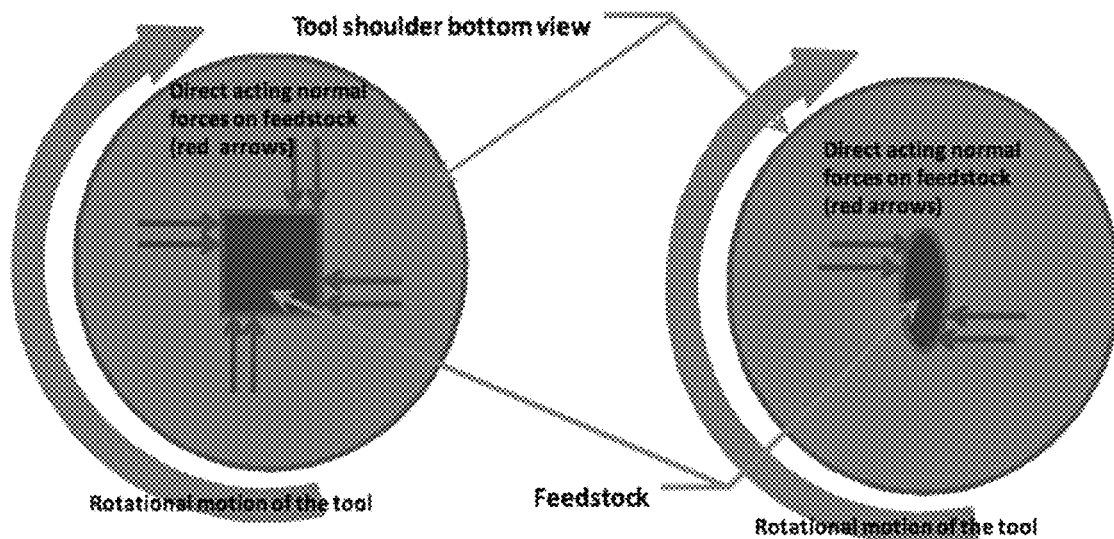 Tool shoulder bottom view
Direct acting normal
forces on feedstock
(red arrows)
Direct acting normal
forces on feedstock
(red arrows)
Rotational motion of the tool
Feedstock
Rotational motion of the tool